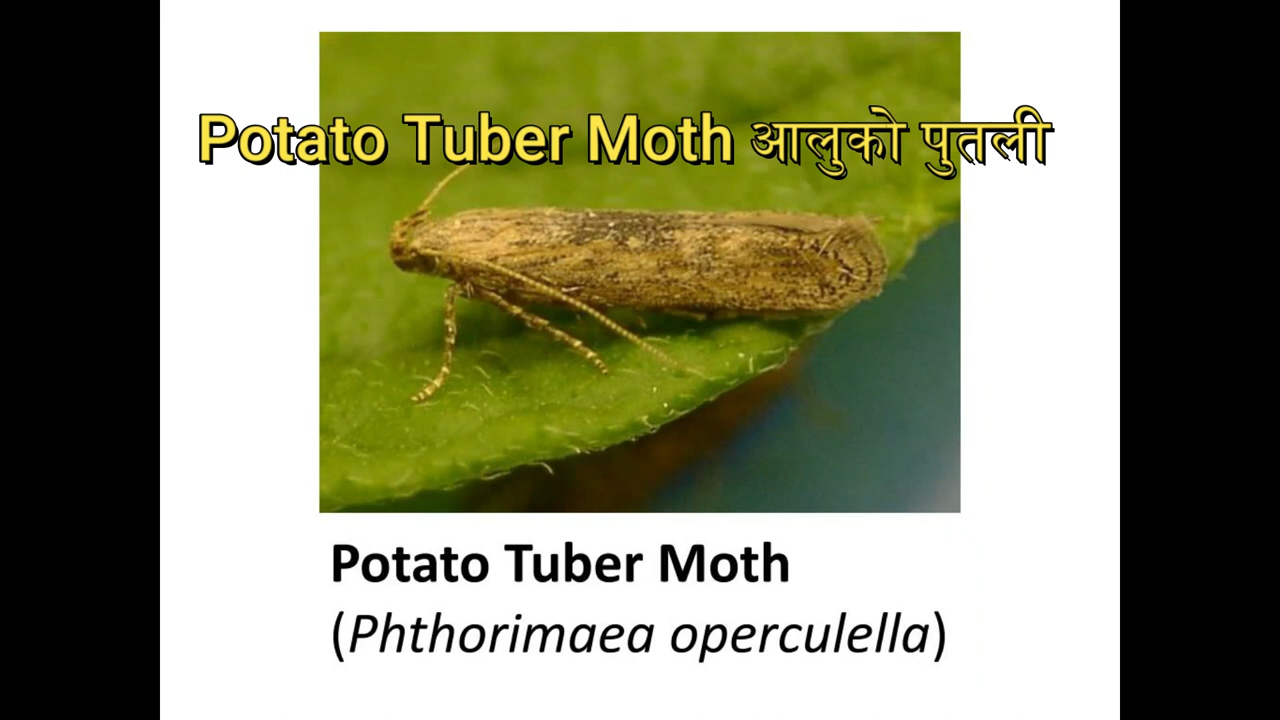 Potato Tuber Moth आलुको पुतली
Potato Tuber Moth
(Phthorimaea operculella)